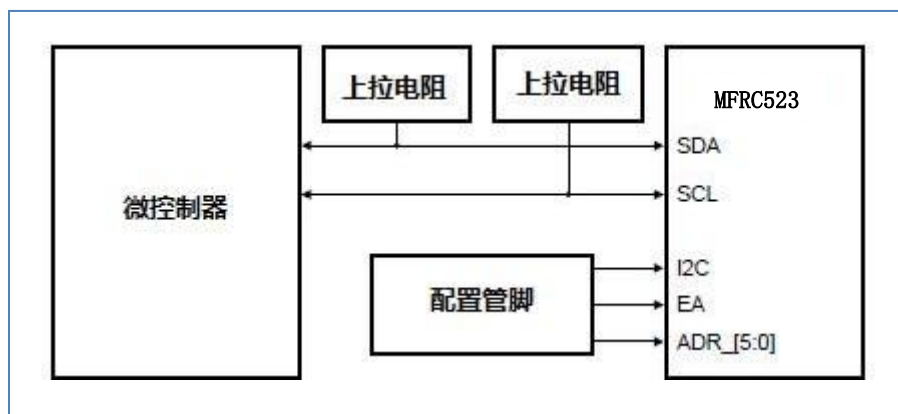 上拉电阻
上拉电阻
MFRC523
SDA
SCL
微控制器
I2C
配置管脚
EA
ADR_[5:0]